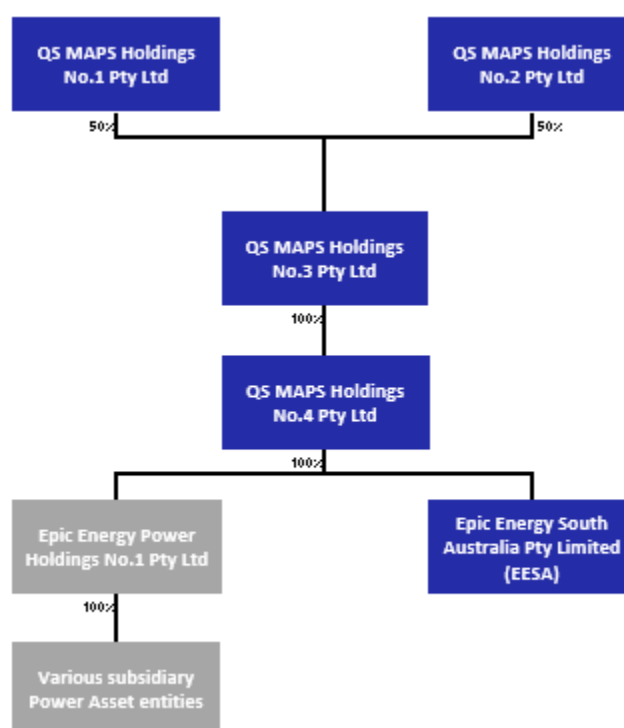 QS MAPS Holdings
No.1 Pty Ltd
QS MAPS Holdings
No.2 Pty Ltd
50%
50%
QS MAPS Holdings
No.3 Pty Ltd
100%
QS MAPS Holdings
No.4 Pty Ltd
100%
Epic Energy Power
Holdings No.1 Pty Ltd
Epic Energy South
Australia Pty Limited
(EESA)
100%
Various subsidiary
Power Asset entities